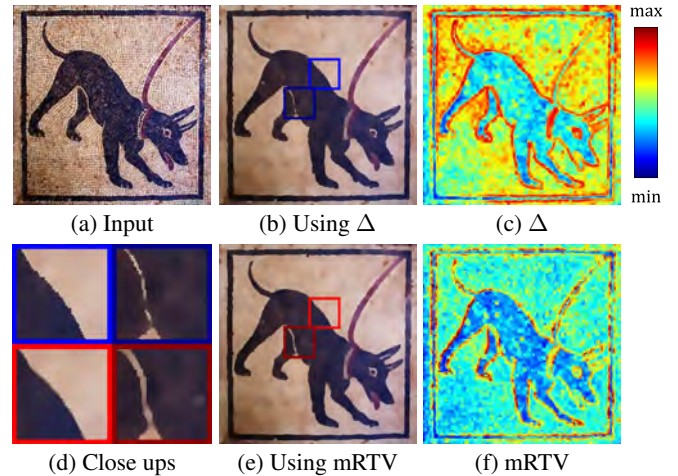 max
min
(a) Input (b) Using Δ (c) Δ
(d) Close ups (e) Using mRTV (f) mRTV